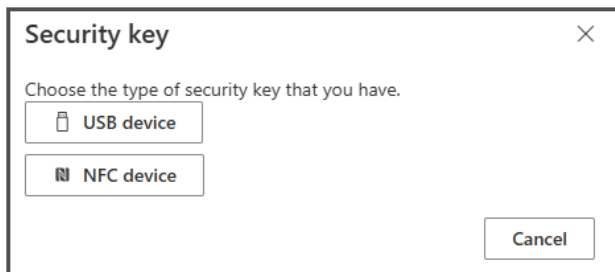 Security key
Choose the type of security key that you have.
USB device
NFC device
Cancel